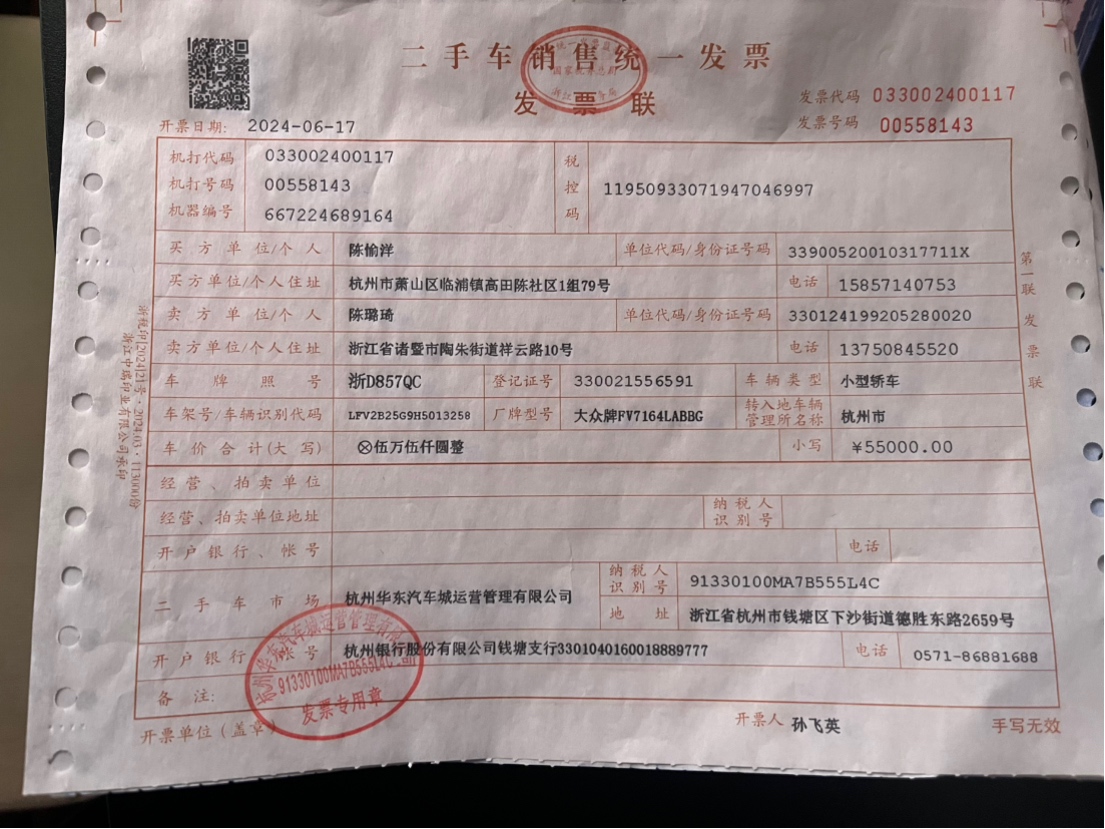 二手车销售统一发票
发票联
发票代码 033002400117
发票号码 00558143
开票日期: 2024-06-17
机打代码 033002400117
机打号码 00558143
机器编号 667224689164
税控码 11950933071947046997
买方单位/个人 陈愉洋 单位代码/身份证号码 33900520010317711X
买方单位/个人住址 杭州市萧山区临浦镇高田陈社区1组79号 电话 15857140753
卖方单位/个人 陈璐琦 单位代码/身份证号码 330124199205280020
卖方单位/个人住址 浙江省诸暨市陶朱街道祥云路10号 电话 13750845520
车牌照号 浙D857QC 登记证号 330021556591 车辆类型 小型轿车
车架号/车辆识别代码 LFV2B25G9H5013258 厂牌型号 大众牌FV7164LABBG 转入地车辆管理所名称 杭州市
车价合计(大写) ⊗伍万伍仟圆整 小写 ¥55000.00
经营、拍卖单位
经营、拍卖单位地址 纳税人识别号
开户银行、帐号 电话
二手车市场 杭州华东汽车城运营管理有限公司 纳税人识别号 91330100MA7B555L4C
地址 浙江省杭州市钱塘区下沙街道德胜东路2659号
开户银行、帐号 杭州银行股份有限公司钱塘支行3301040160018889777 电话 0571-86881688
备注:
开票单位(盖章) 开票人 孙飞英 手写无效
第一联 发票联
杭州华东汽车城运营管理有限公司
91330100MA7B555L4C
发票专用章